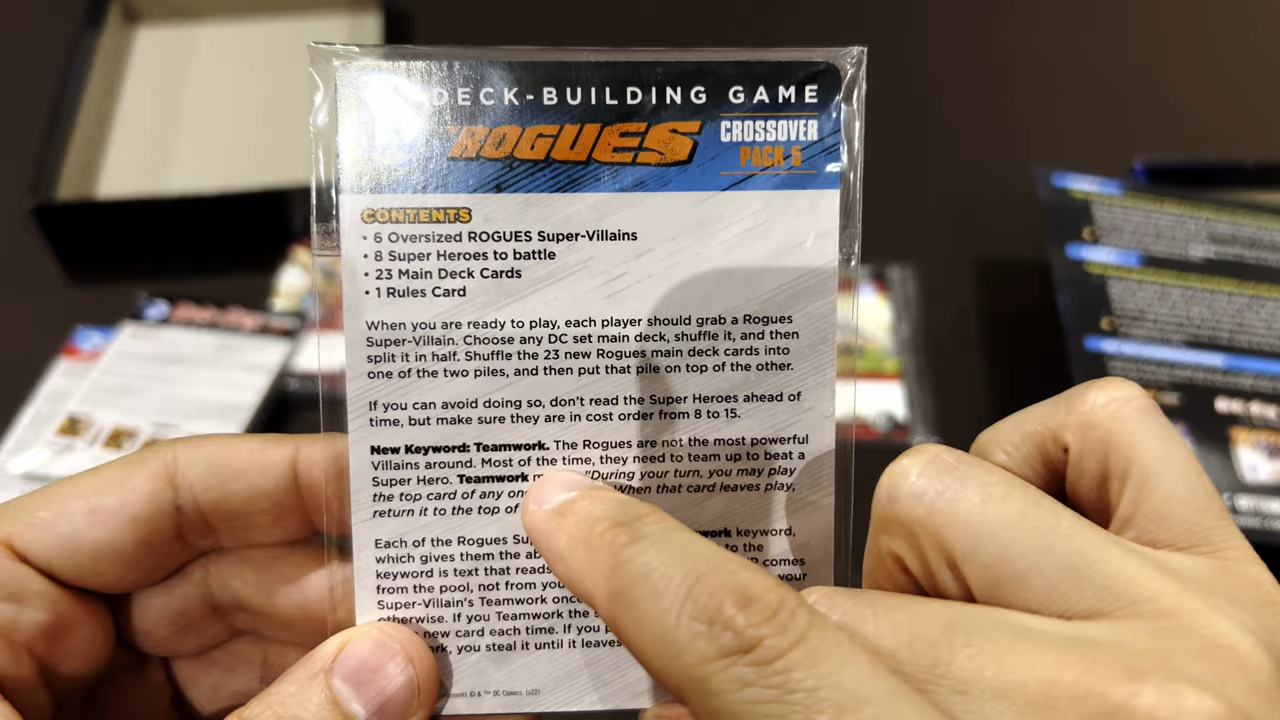 DECK-BUILDING GAME
ROGUES
CROSSOVER
PACK 5
CONTENTS
• 6 Oversized ROGUES Super-Villains
• 8 Super Heroes to battle
• 23 Main Deck Cards
• 1 Rules Card
When you are ready to play, each player should grab a Rogues
Super-Villain. Choose any DC set main deck, shuffle it, and then
split it in half. Shuffle the 23 new Rogues main deck cards into
one of the two piles, and then put that pile on top of the other.
If you can avoid doing so, don't read the Super Heroes ahead of
time, but make sure they are in cost order from 8 to 15.
New Keyword: Teamwork. The Rogues are not the most powerful
Villains around. Most of the time, they need to team up to beat a
Super Hero. Teamwork "During your turn, you may play
the top card of any When that card leaves play,
return it to the top of
Each of the Rogues keyword,
which gives them the to the
keyword is text that reads comes
from the pool, not from your
Super-Villain's Teamwork once
otherwise. If you Teamwork the
new card each time. If you
you steal it until it leaves
© & ™ DC Comics. (s22)